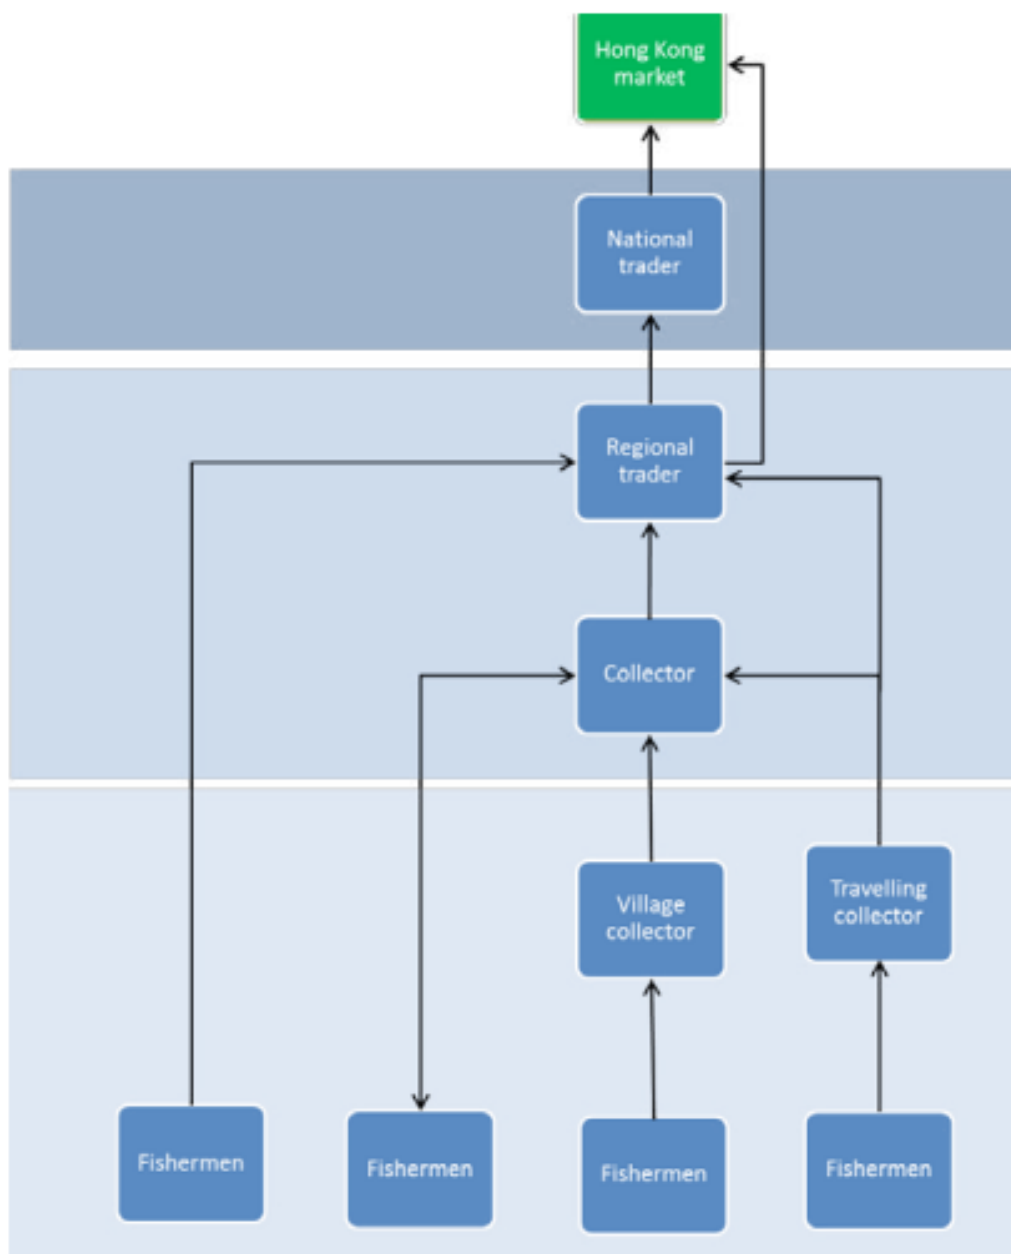 Hong Kong
market
National
trader
Regional
trader
Collector
Village
collector
Travelling
collector
Fishermen
Fishermen
Fishermen
Fishermen